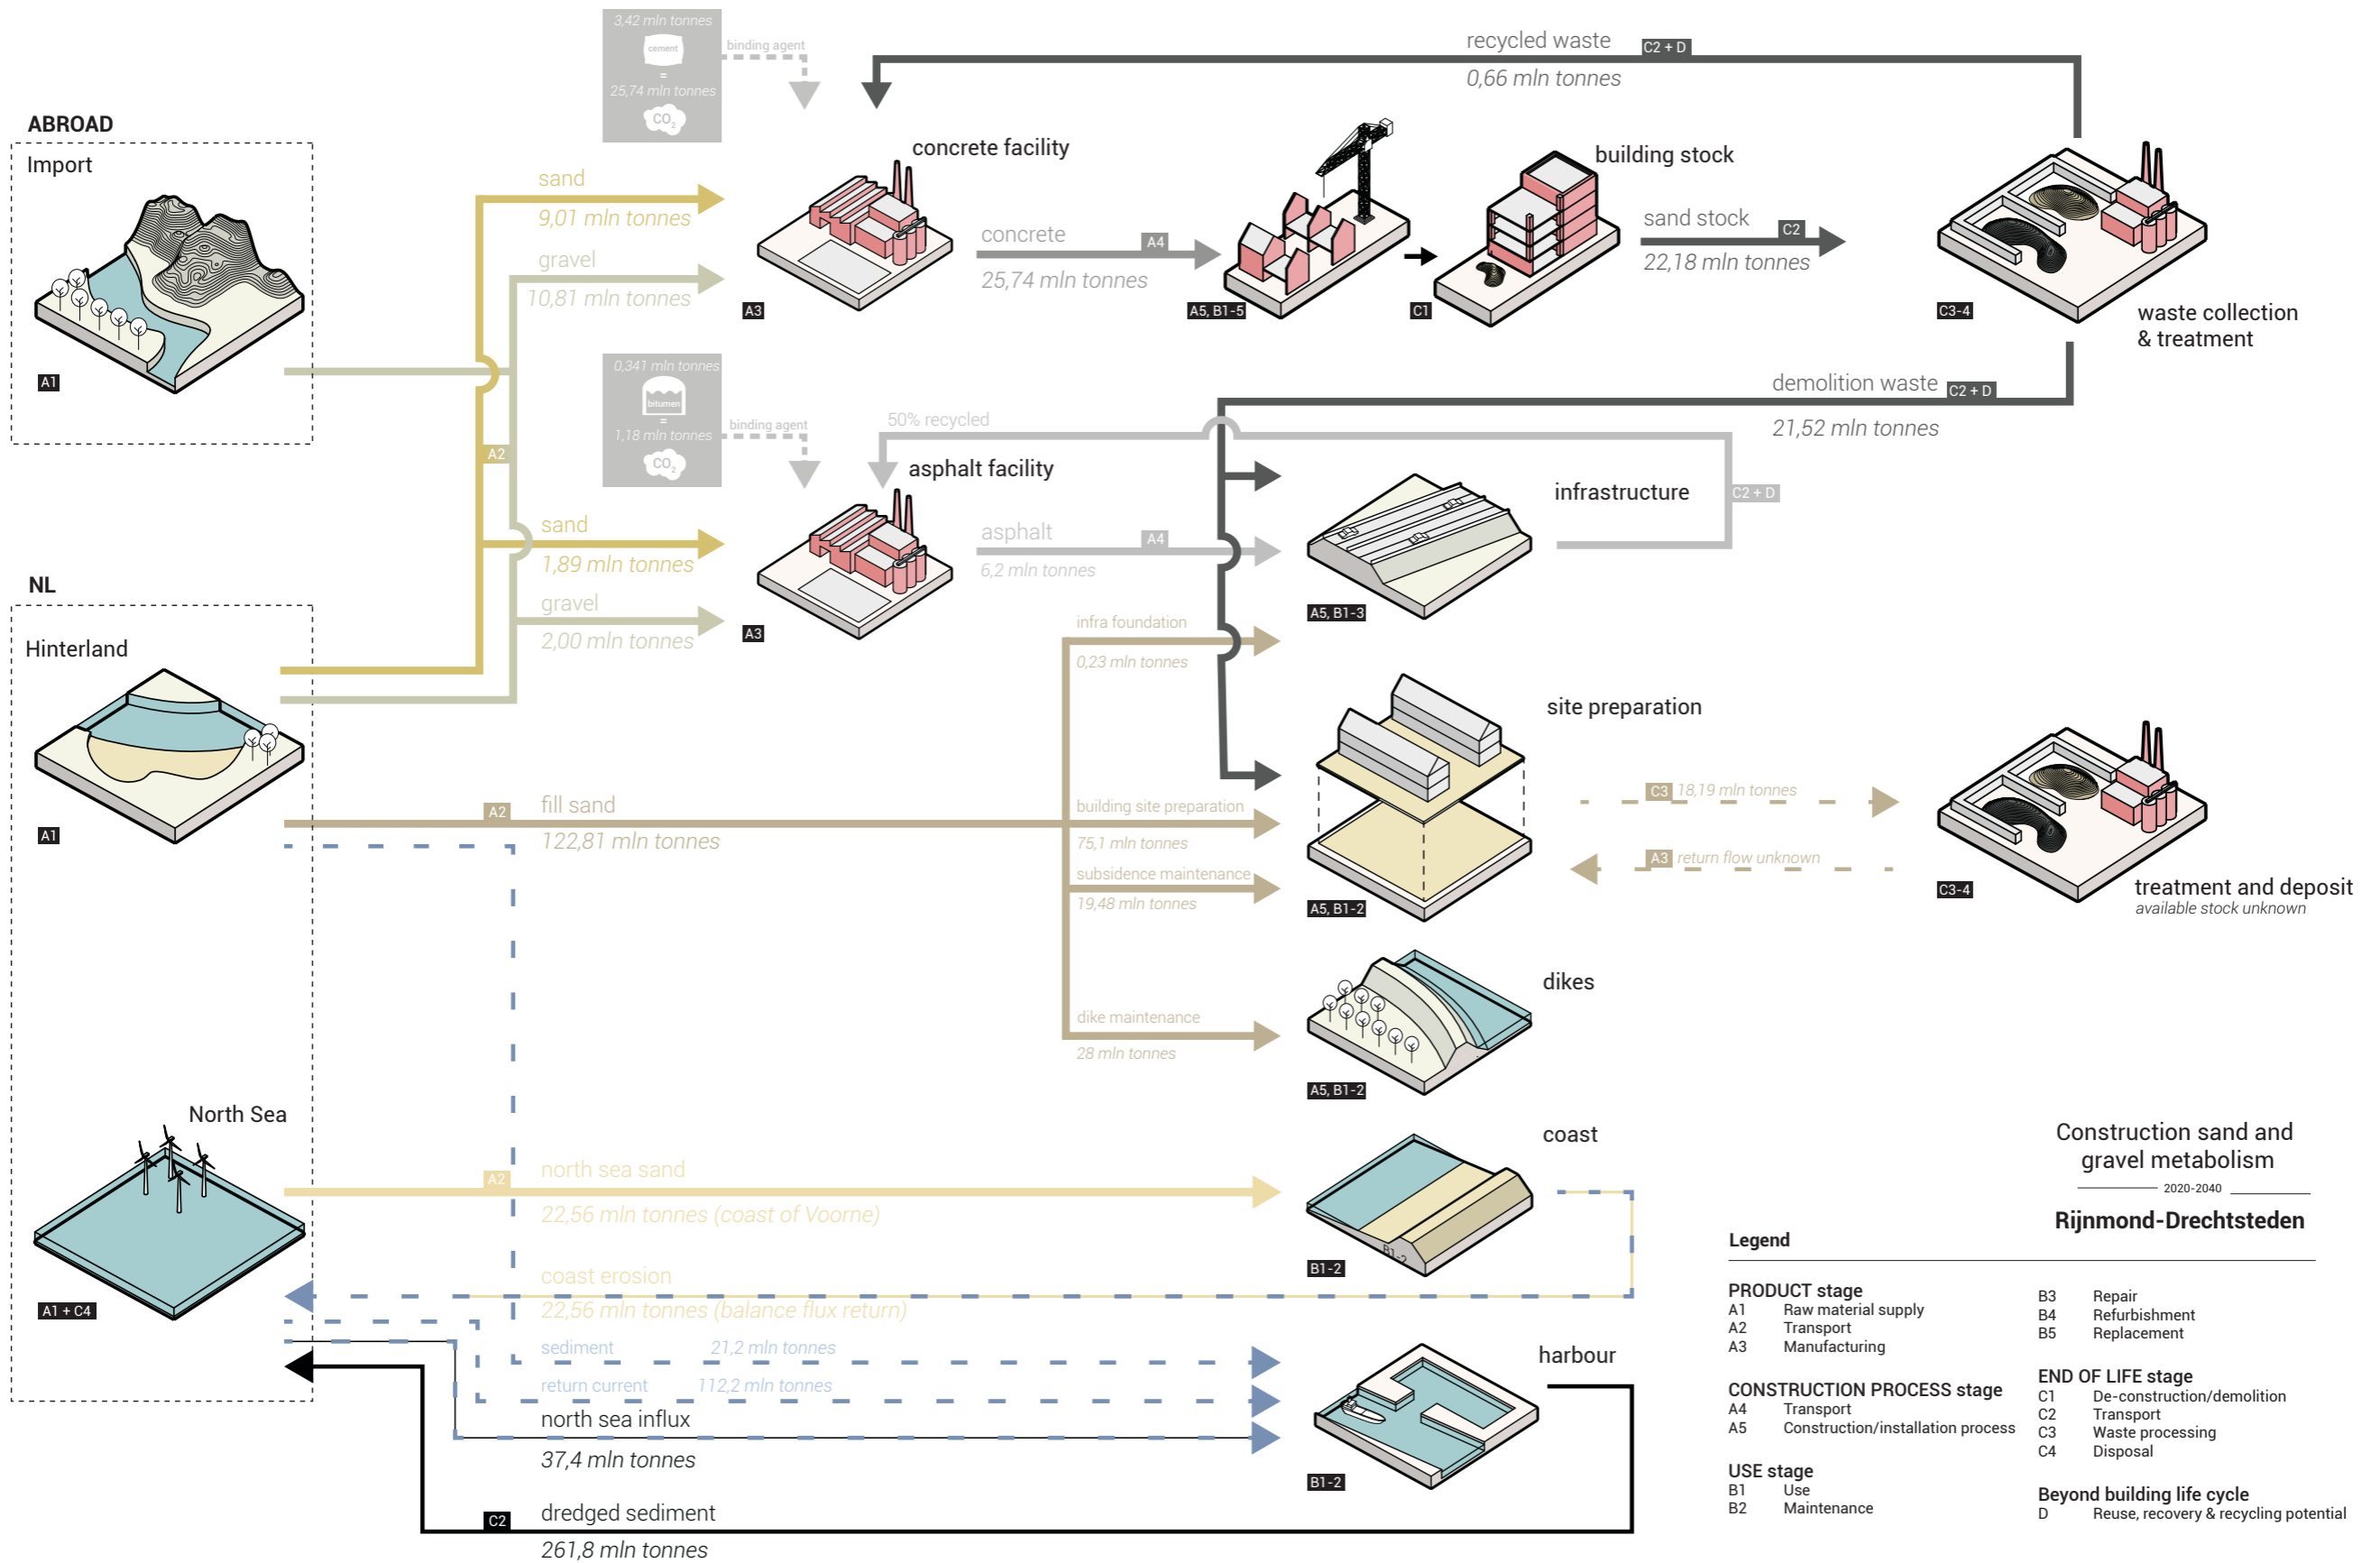 3,42 mln tonnes
cement
=
25,74 mln tonnes
CO2
binding agent
recycled waste
C2 + D
0,66 mln tonnes
ABROAD
Import
A1
sand
9,01 mln tonnes
gravel
10,81 mln tonnes
concrete facility
A3
concrete
A4
25,74 mln tonnes
A5, B1-5
building stock
C1
sand stock
C2
22,18 mln tonnes
C3-4
waste collection
& treatment
0,341 mln tonnes
bitumen
=
1,18 mln tonnes
CO2
binding agent
50% recycled
demolition waste
C2 + D
21,52 mln tonnes
A2
asphalt facility
sand
1,89 mln tonnes
gravel
2,00 mln tonnes
A3
asphalt
A4
6,2 mln tonnes
infrastructure
C2 + D
A5, B1-3
NL
Hinterland
A1
infra foundation
0,23 mln tonnes
site preparation
A2
fill sand
122,81 mln tonnes
building site preparation
75,1 mln tonnes
subsidence maintenance
19,48 mln tonnes
A5, B1-2
C3
18,19 mln tonnes
A3
return flow unknown
C3-4
treatment and deposit
available stock unknown
dike maintenance
28 mln tonnes
dikes
A5, B1-2
North Sea
A1 + C4
A2
north sea sand
22,56 mln tonnes (coast of Voorne)
coast
B1-2
B1-2
coast erosion
22,56 mln tonnes (balance flux return)
sediment 21,2 mln tonnes
return current 112,2 mln tonnes
north sea influx
37,4 mln tonnes
harbour
B1-2
C2
dredged sediment
261,8 mln tonnes
Construction sand and
gravel metabolism
2020-2040
Rijnmond-Drechtsteden
Legend
PRODUCT stage
A1 Raw material supply
A2 Transport
A3 Manufacturing
CONSTRUCTION PROCESS stage
A4 Transport
A5 Construction/installation process
USE stage
B1 Use
B2 Maintenance
B3 Repair
B4 Refurbishment
B5 Replacement
END OF LIFE stage
C1 De-construction/demolition
C2 Transport
C3 Waste processing
C4 Disposal
Beyond building life cycle
D Reuse, recovery & recycling potential